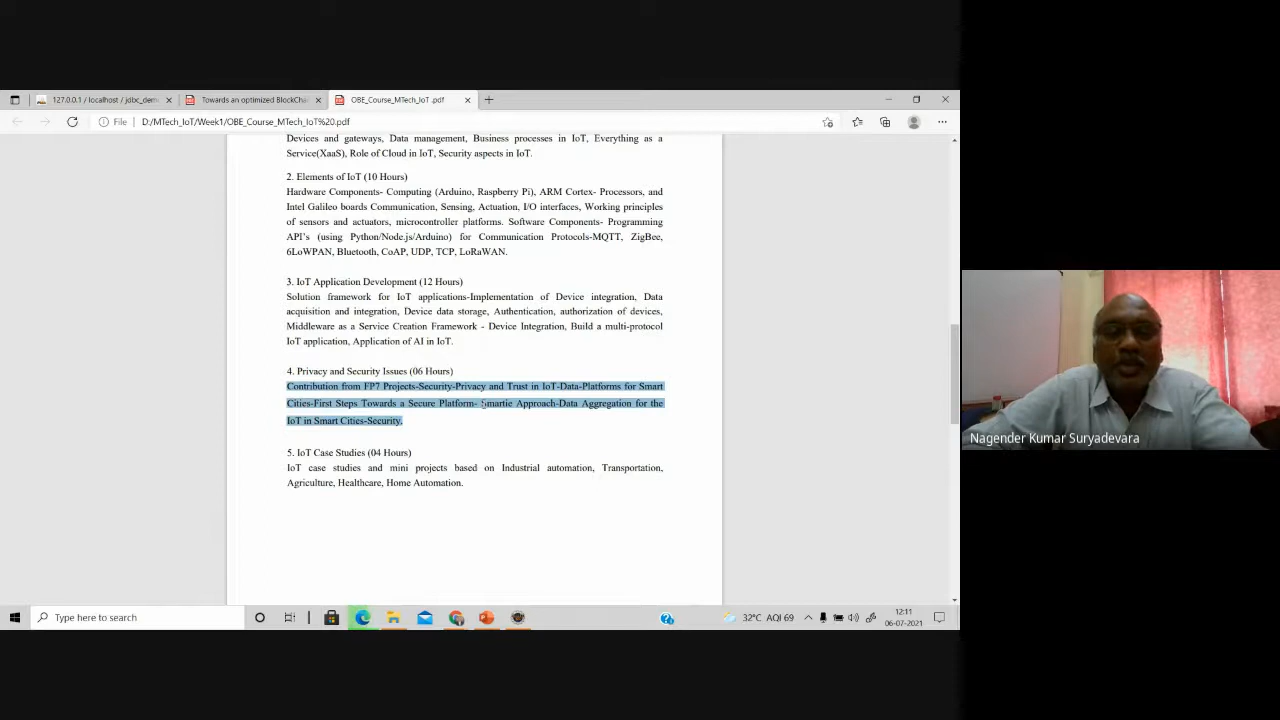 127.0.0.1 / localhost / jdbc_dem
Towards an optimized BlockCha
OBE_Course_MTech_IoT .pdf
File
D:/MTech_IoT/Week1/OBE_Course_MTech_IoT%20.pdf
Devices and gateways, Data management, Business processes in IoT, Everything as a
Service(XaaS), Role of Cloud in IoT, Security aspects in IoT.
2. Elements of IoT (10 Hours)
Hardware Components- Computing (Arduino, Raspberry Pi), ARM Cortex- Processors, and
Intel Galileo boards Communication, Sensing, Actuation, I/O interfaces, Working principles
of sensors and actuators, microcontroller platforms. Software Components- Programming
API's (using Python/Node.js/Arduino) for Communication Protocols-MQTT, ZigBee,
6LoWPAN, Bluetooth, CoAP, UDP, TCP, LoRaWAN.
3. IoT Application Development (12 Hours)
Solution framework for IoT applications-Implementation of Device integration, Data
acquisition and integration, Device data storage, Authentication, authorization of devices,
Middleware as a Service Creation Framework - Device Integration, Build a multi-protocol
IoT application, Application of AI in IoT.
4. Privacy and Security Issues (06 Hours)
Contribution from FP7 Projects-Security-Privacy and Trust in IoT-Data-Platforms for Smart
Cities-First Steps Towards a Secure Platform- Smartie Approach-Data Aggregation for the
IoT in Smart Cities-Security.
5. IoT Case Studies (04 Hours)
IoT case studies and mini projects based on Industrial automation, Transportation,
Agriculture, Healthcare, Home Automation.
Nagender Kumar Suryadevara
Type here to search
32°C AQI 69
12:11
06-07-2021